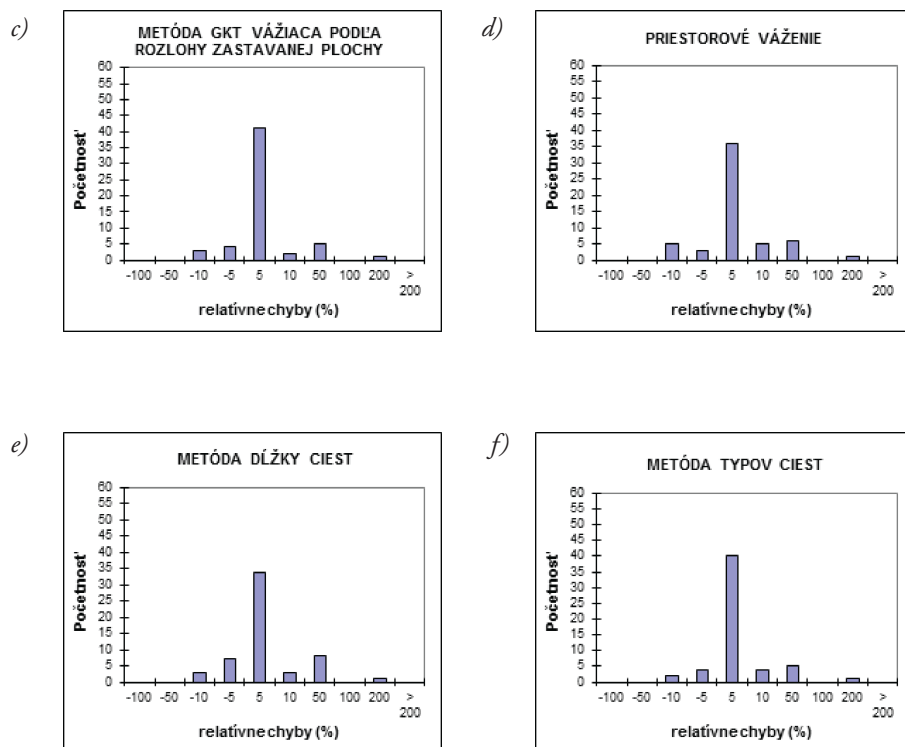 c)
METÓDA GKT VÁŽIACA PODĽA
ROZLOHY ZASTAVANEJ PLOCHY
Početnosť
60
55
50
45
40
35
30
25
20
15
10
5
0
-100 -50 -10 -5 5 10 50 100 200 >
200
relatívne chyby (%)
d)
PRIESTOROVÉ VÁŽENIE
Početnosť
60
55
50
45
40
35
30
25
20
15
10
5
0
-100 -50 -10 -5 5 10 50 100 200 >
200
relatívne chyby (%)
e)
METÓDA DĹŽKY CIEST
Početnosť
60
55
50
45
40
35
30
25
20
15
10
5
0
-100 -50 -10 -5 5 10 50 100 200 >
200
relatívne chyby (%)
f)
METÓDA TYPOV CIEST
Početnosť
60
55
50
45
40
35
30
25
20
15
10
5
0
-100 -50 -10 -5 5 10 50 100 200 >
200
relatívne chyby (%)